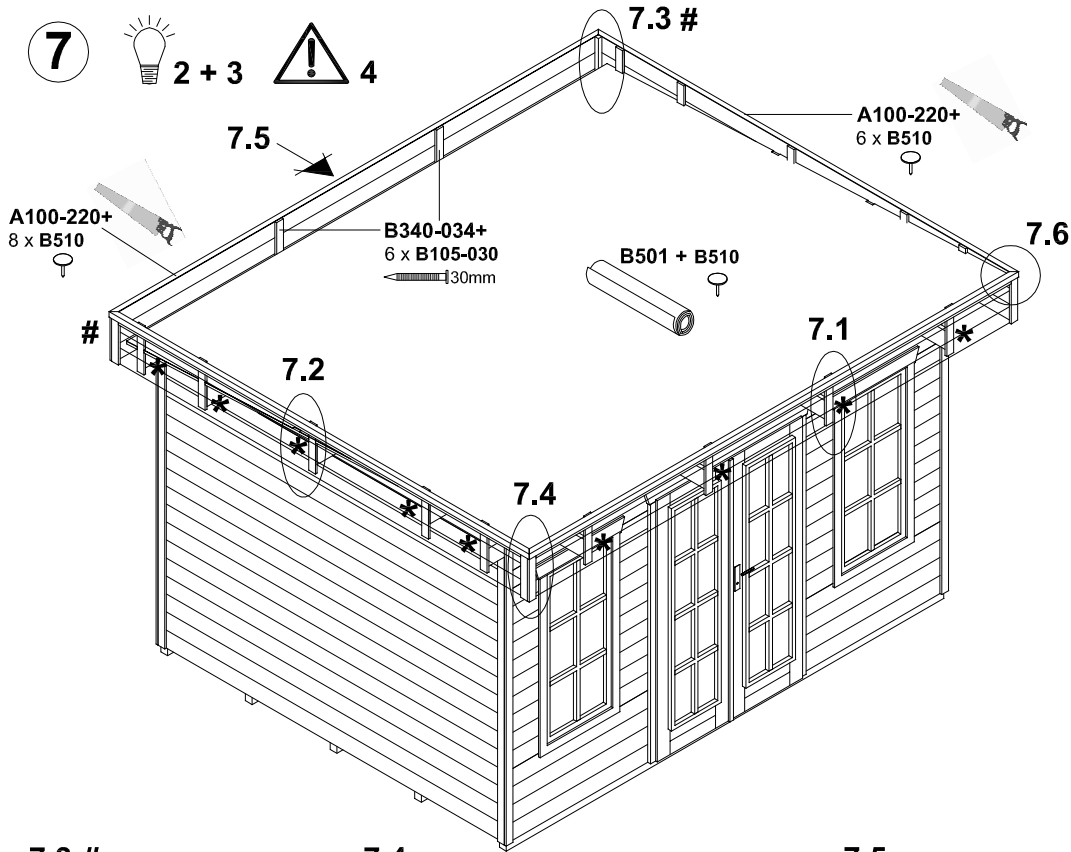 7
2 + 3
4
7.3 #
A100-220+
6 x B510
7.5
A100-220+
8 x B510
B340-034+
6 x B105-030
30mm
B501 + B510
7.6
#
7.1
7.2
7.4
*
*
*
*
*
*
*
*
*